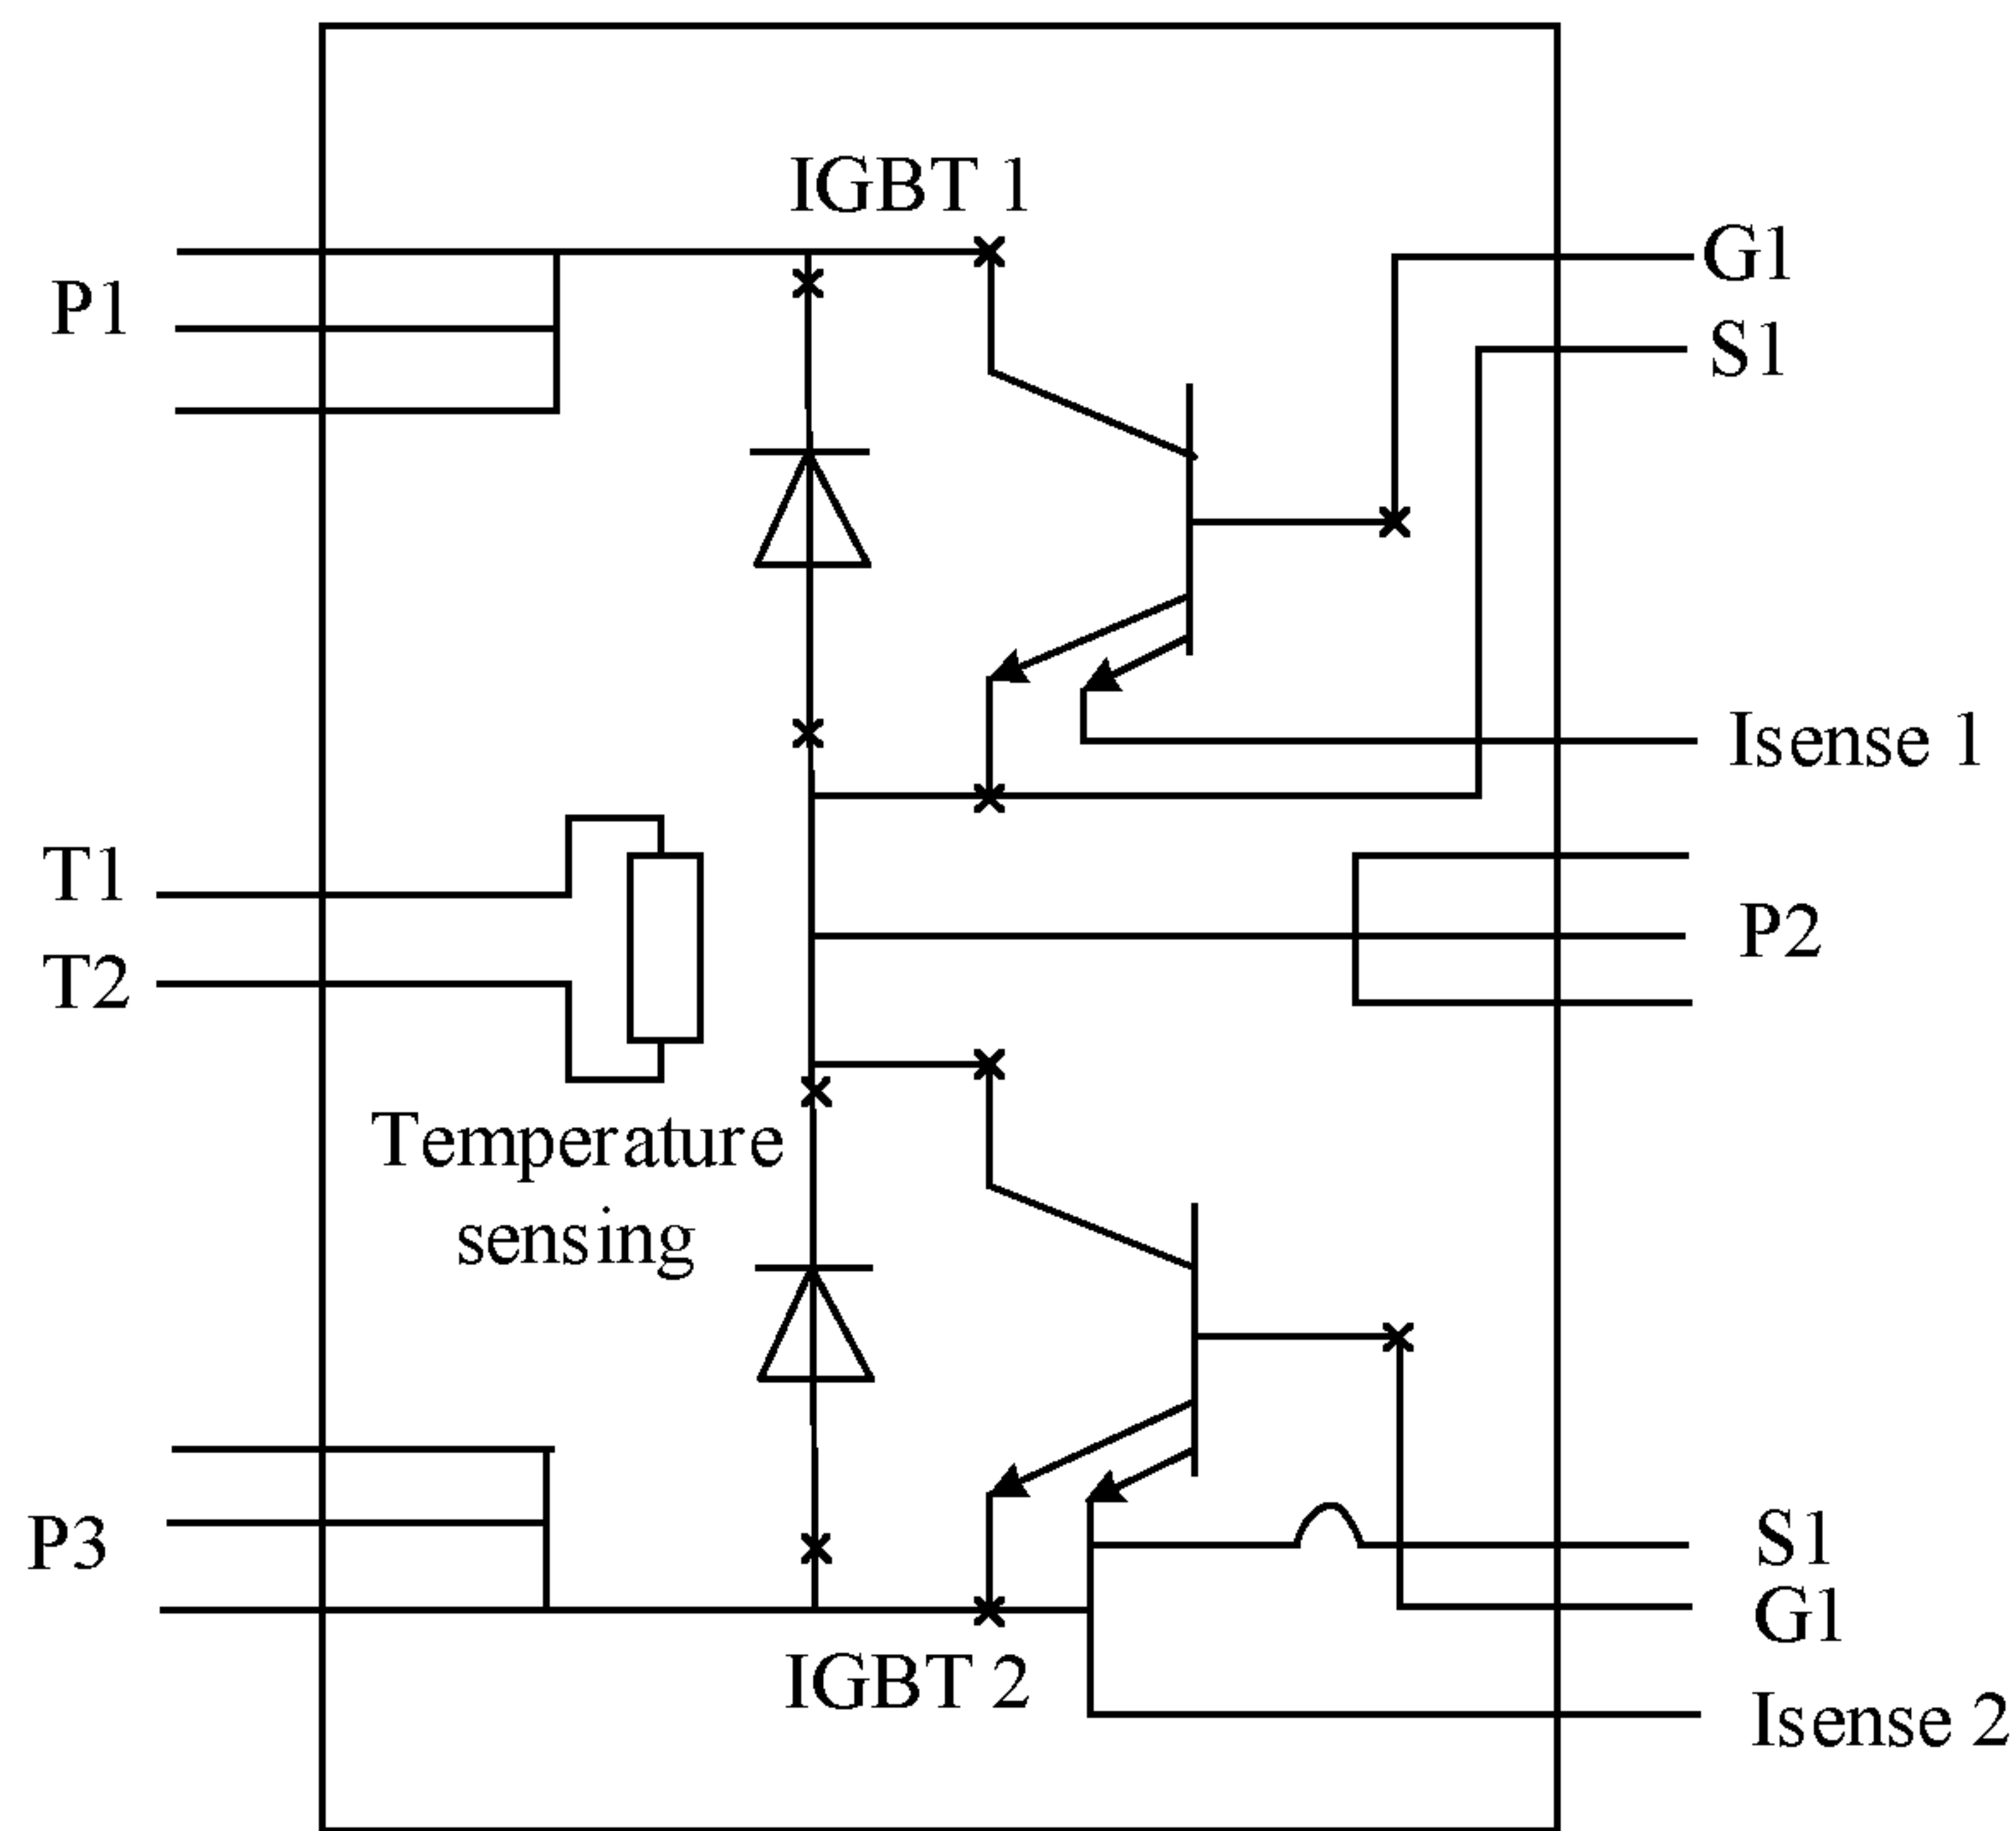 IGBT 1
P1
G1
S1
Isense 1
T1
T2
P2
Temperature
sensing
P3
S1
G1
IGBT 2
Isense 2